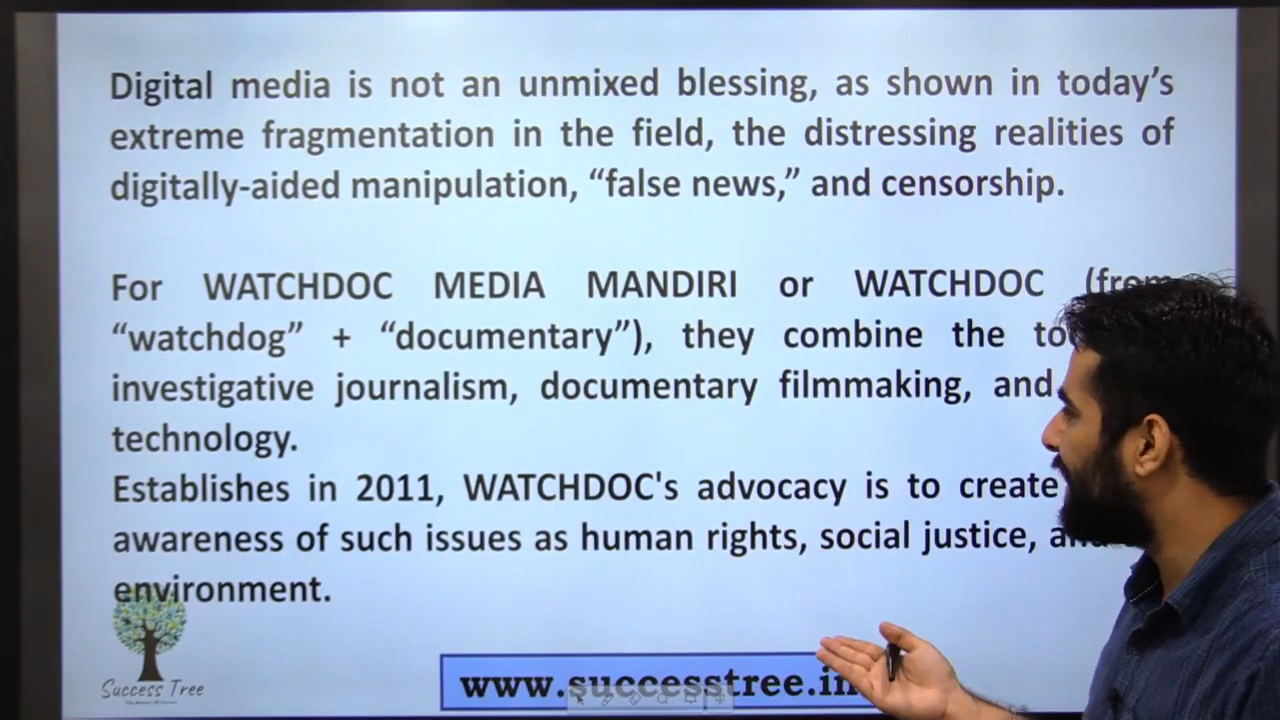 Digital media is not an unmixed blessing, as shown in today’s
extreme fragmentation in the field, the distressing realities of
digitally-aided manipulation, “false news,” and censorship.
For WATCHDOC MEDIA MANDIRI or WATCHDOC (from
“watchdog” + “documentary”), they combine the
investigative journalism, documentary filmmaking, and
technology.
Establishes in 2011, WATCHDOC's advocacy is to create
awareness of such issues as human rights, social justice, and
environment.
Success Tree
www.successtree.in